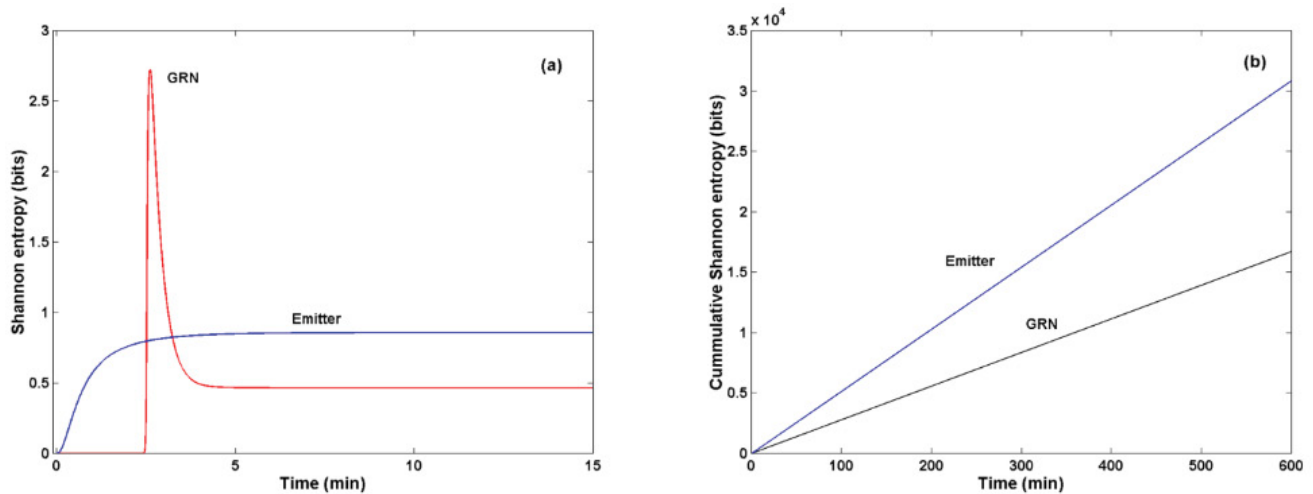 (a)
GRN
Emitter
Shannon entropy (bits)
3
2.5
2
1.5
1
0.5
0
0 5 10 15
Time (min)
x 10⁴
(b)
Emitter
GRN
Cummulative Shannon entropy (bits)
3.5
3
2.5
2
1.5
1
0.5
0
0 100 200 300 400 500 600
Time (min)